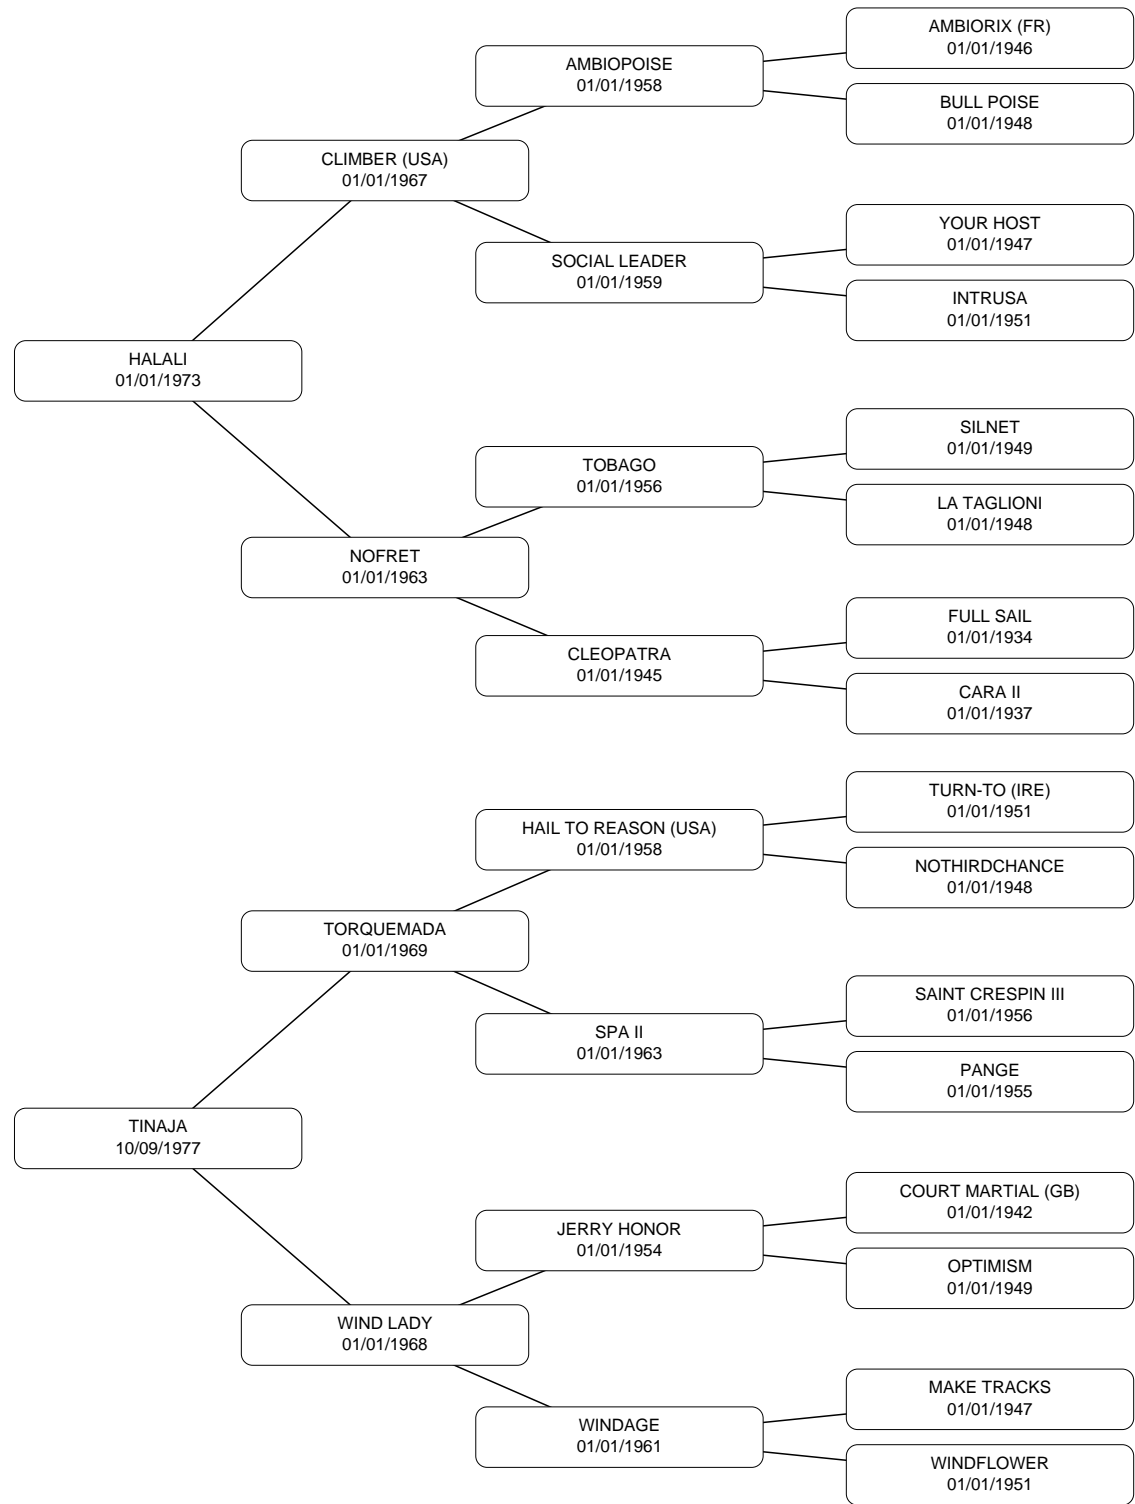 AMBIORIX (FR)
01/01/1946
AMBIOPOISE
01/01/1958
BULL POISE
01/01/1948
CLIMBER (USA)
01/01/1967
YOUR HOST
01/01/1947
SOCIAL LEADER
01/01/1959
INTRUSA
01/01/1951
HALALI
01/01/1973
SILNET
01/01/1949
TOBAGO
01/01/1956
LA TAGLIONI
01/01/1948
NOFRET
01/01/1963
FULL SAIL
01/01/1934
CLEOPATRA
01/01/1945
CARA II
01/01/1937
TURN-TO (IRE)
01/01/1951
HAIL TO REASON (USA)
01/01/1958
NOTHIRDCHANCE
01/01/1948
TORQUEMADA
01/01/1969
SAINT CRESPIN III
01/01/1956
SPA II
01/01/1963
PANGE
01/01/1955
TINAJA
10/09/1977
COURT MARTIAL (GB)
01/01/1942
JERRY HONOR
01/01/1954
OPTIMISM
01/01/1949
WIND LADY
01/01/1968
MAKE TRACKS
01/01/1947
WINDAGE
01/01/1961
WINDFLOWER
01/01/1951